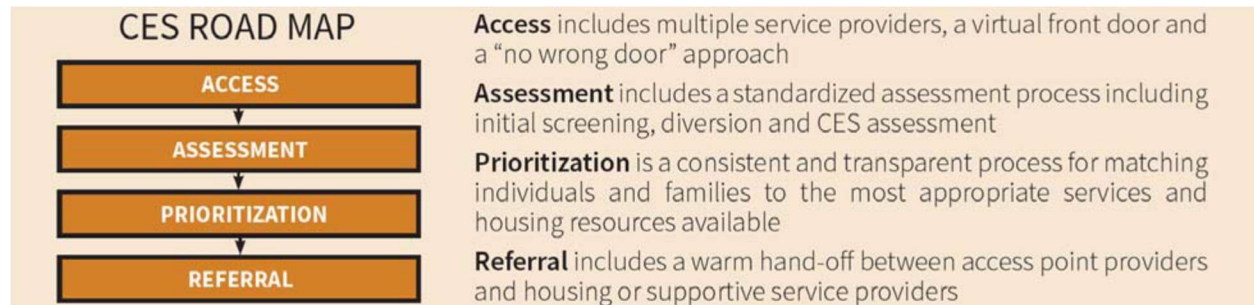 CES ROAD MAP
ACCESS
ASSESSMENT
PRIORITIZATION
REFERRAL
Access includes multiple service providers, a virtual front door and
a “no wrong door” approach
Assessment includes a standardized assessment process including
initial screening, diversion and CES assessment
Prioritization is a consistent and transparent process for matching
individuals and families to the most appropriate services and
housing resources available
Referral includes a warm hand-off between access point providers
and housing or supportive service providers